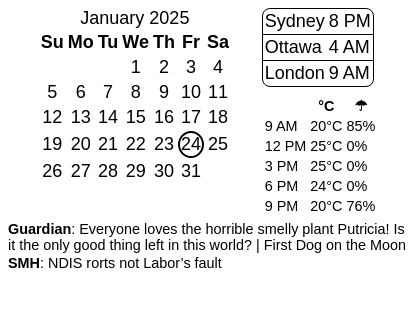 January 2025
Su Mo Tu We Th Fr Sa
1 2 3 4
5 6 7 8 9 10 11
12 13 14 15 16 17 18
19 20 21 22 23 24 25
26 27 28 29 30 31
Sydney 8 PM
Ottawa 4 AM
London 9 AM
°C ☂
9 AM 20°C 85%
12 PM 25°C 0%
3 PM 25°C 0%
6 PM 24°C 0%
9 PM 20°C 76%
Guardian: Everyone loves the horrible smelly plant Putricia! Is
it the only good thing left in this world? | First Dog on the Moon
SMH: NDIS rorts not Labor’s fault